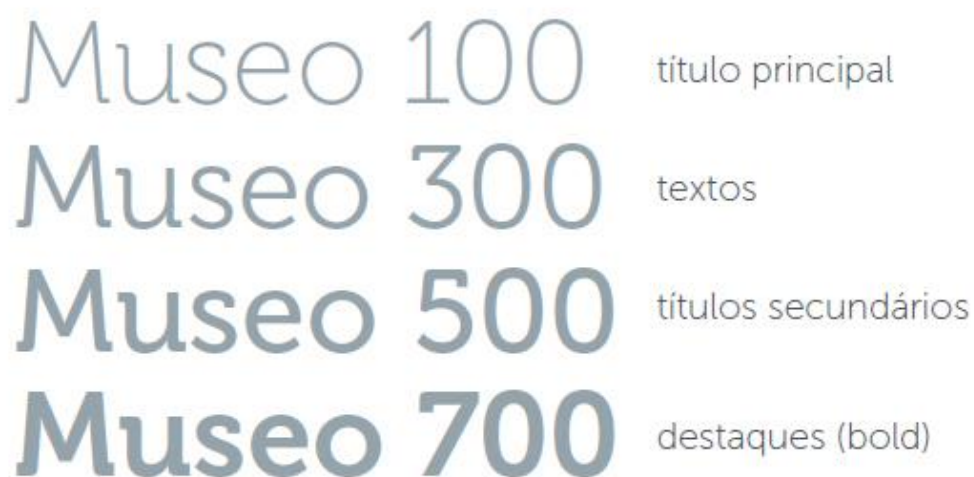 Museo 100 título principal
Museo 300 textos
Museo 500 títulos secundários
Museo 700 destaques (bold)